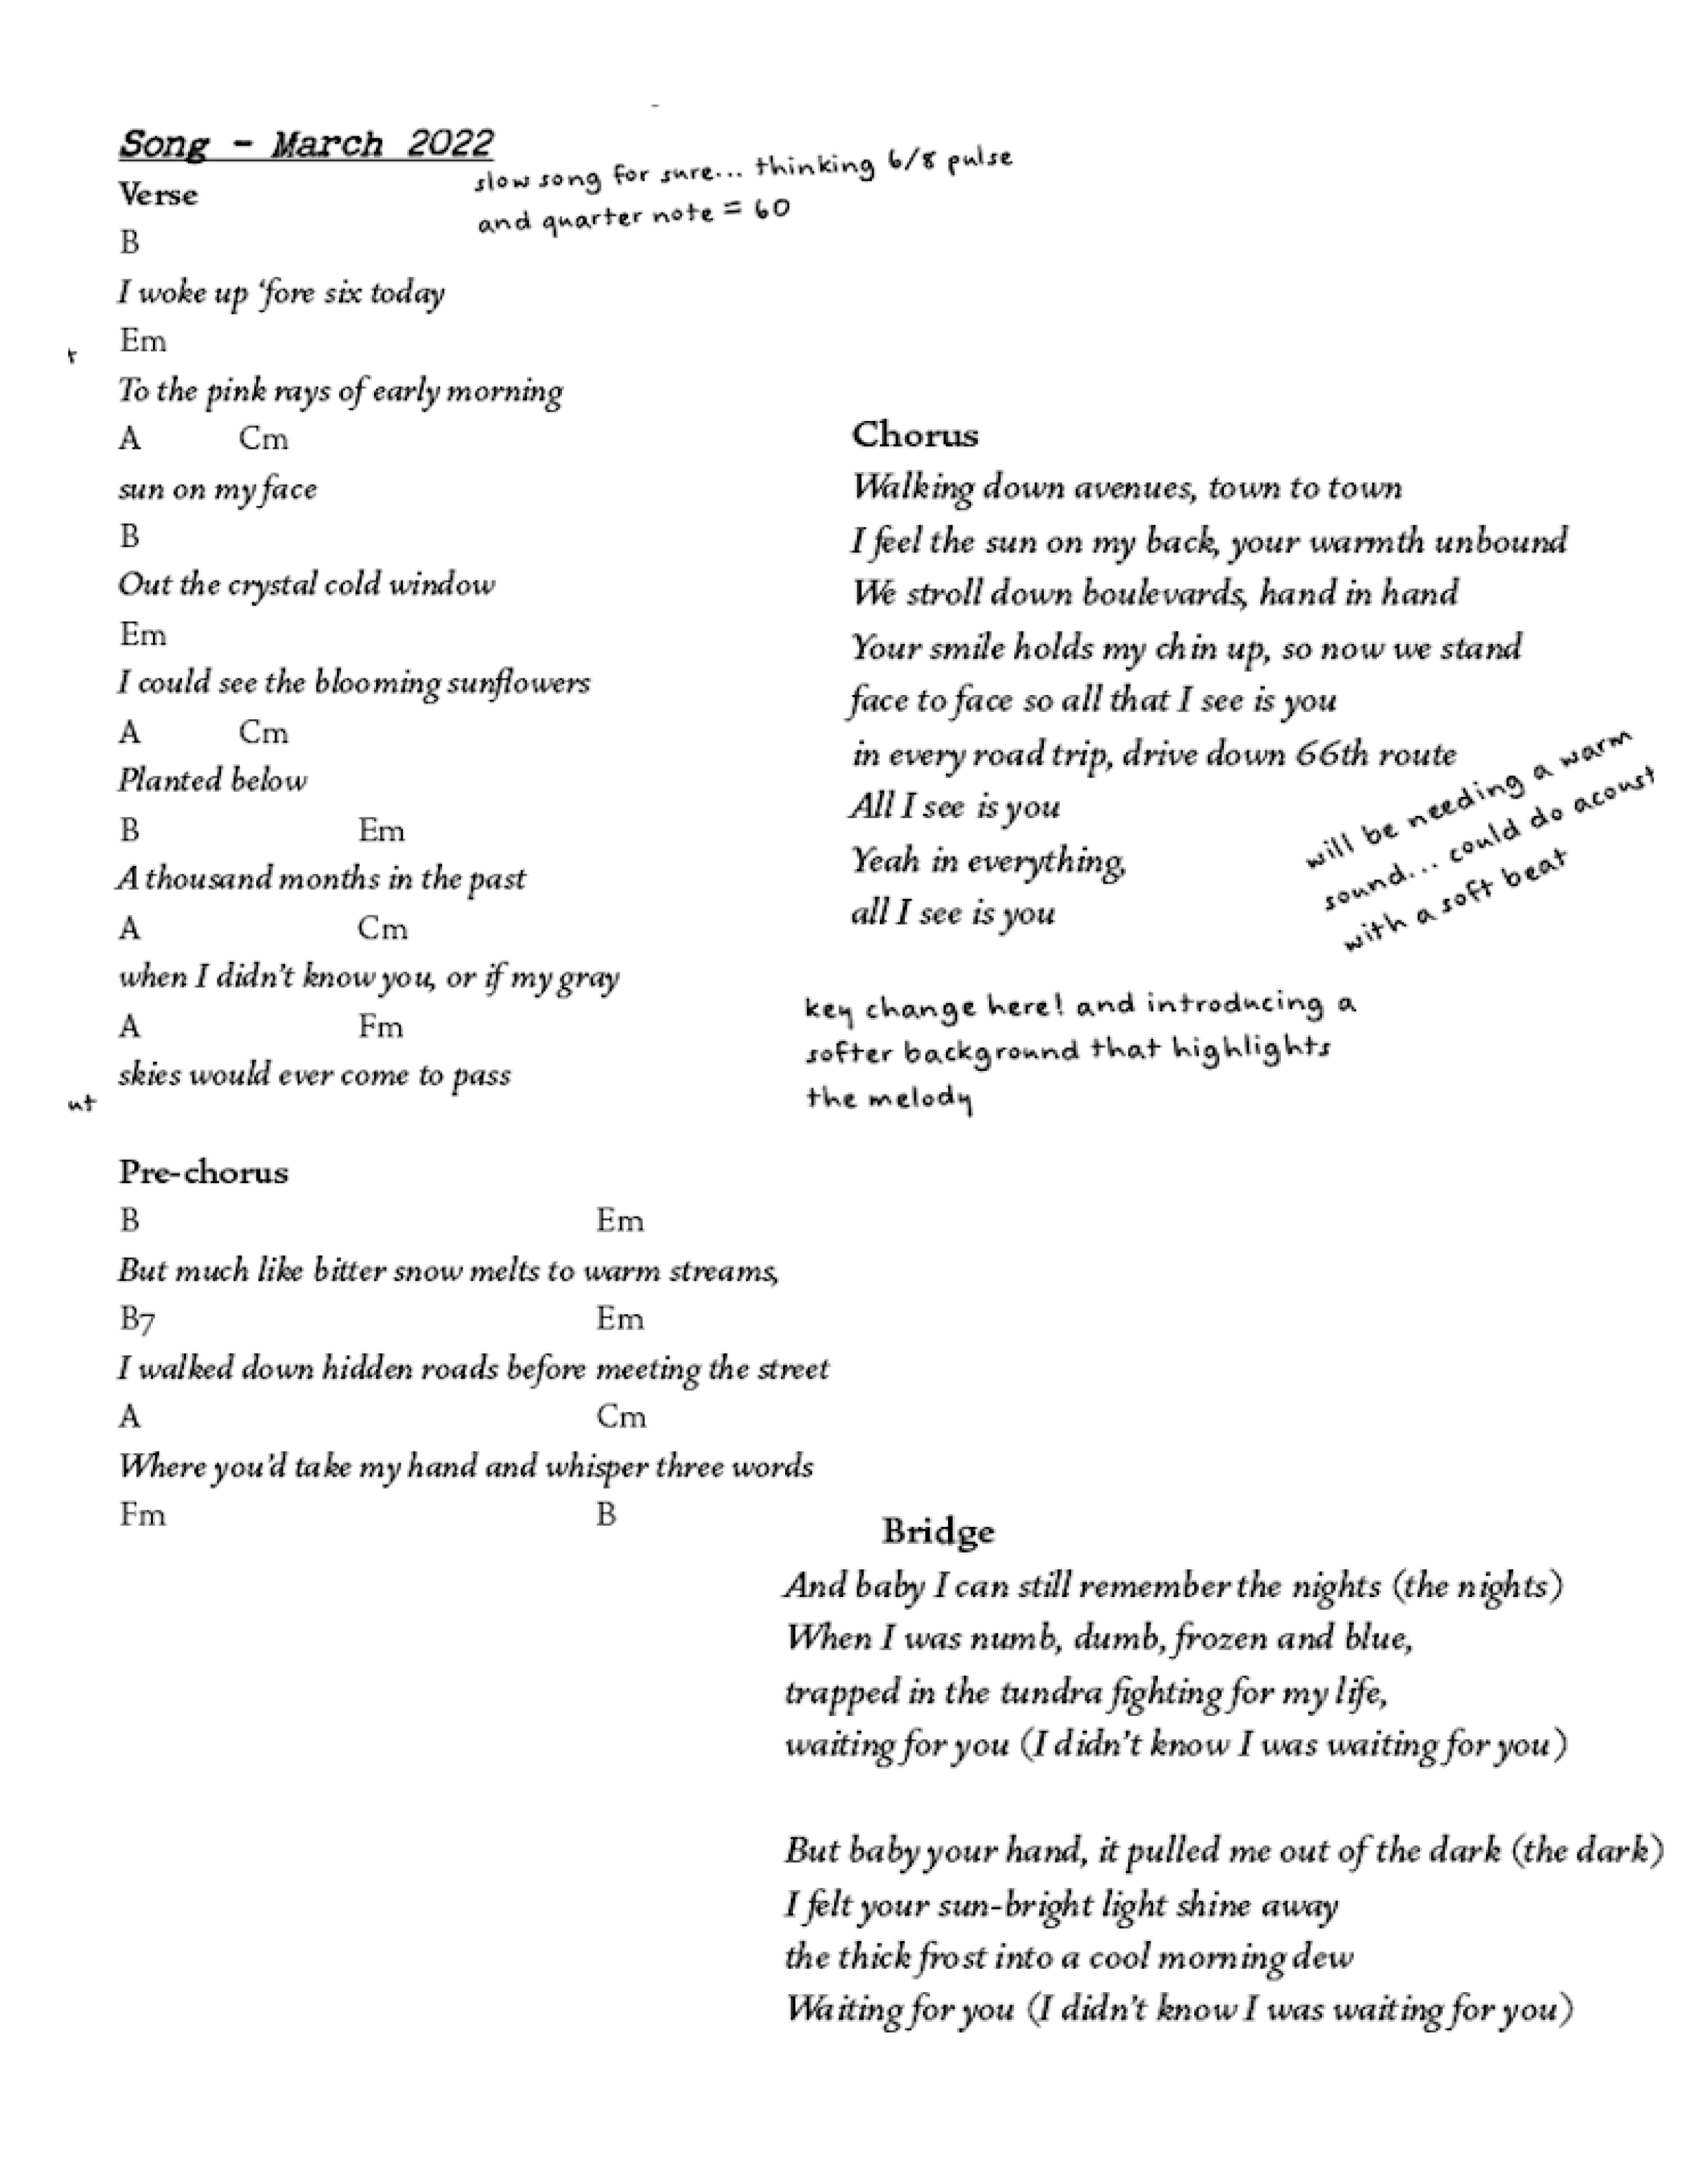 Song - March 2022
slow song for sure... thinking 6/8 pulse
and quarter note = 60
Verse
B
I woke up ‘fore six today
Em
To the pink rays of early morning
A Cm
sun on my face
B
Out the crystal cold window
Em
I could see the blooming sunflowers
A Cm
Planted below
B Em
A thousand months in the past
A Cm
when I didn’t know you, or if my gray
A Fm
skies would ever come to pass
ut
Pre-chorus
B Em
But much like bitter snow melts to warm streams,
B7 Em
I walked down hidden roads before meeting the street
A Cm
Where you’d take my hand and whisper three words
Fm B
Chorus
Walking down avenues, town to town
I feel the sun on my back, your warmth unbound
We stroll down boulevards, hand in hand
Your smile holds my chin up, so now we stand
face to face so all that I see is you
in every road trip, drive down 66th route
All I see is you
Yeah in everything,
all I see is you
will be needing a warm
sound... could do acoust
with a soft beat
key change here! and introducing a
softer background that highlights
the melody
Bridge
And baby I can still remember the nights (the nights)
When I was numb, dumb, frozen and blue,
trapped in the tundra fighting for my life,
waiting for you (I didn’t know I was waiting for you)
But baby your hand, it pulled me out of the dark (the dark)
I felt your sun-bright light shine away
the thick frost into a cool morning dew
Waiting for you (I didn’t know I was waiting for you)